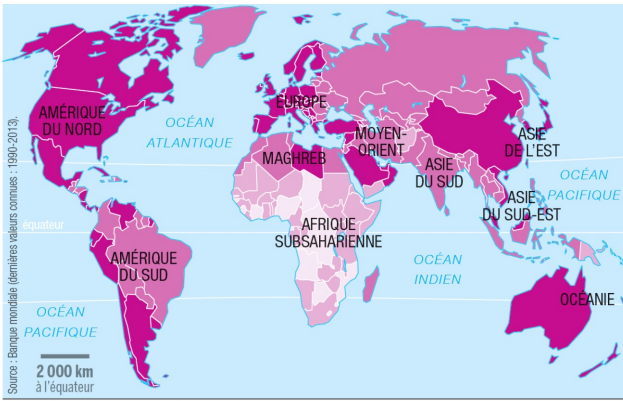 AMÉRIQUE
DU NORD
OCÉAN
ATLANTIQUE
EUROPE
MOYEN-
ORIENT
MAGHREB
ASIE
DE L'EST
ASIE
DU SUD
OCÉAN
PACIFIQUE
ASIE
DU SUD-EST
équateur
AFRIQUE
SUBSAHARIENNE
AMÉRIQUE
DU SUD
OCÉAN
INDIEN
OCÉANIE
OCÉAN
PACIFIQUE
2 000 km
à l'équateur
Source : Banque mondiale (dernières valeurs connues : 1990-2013).